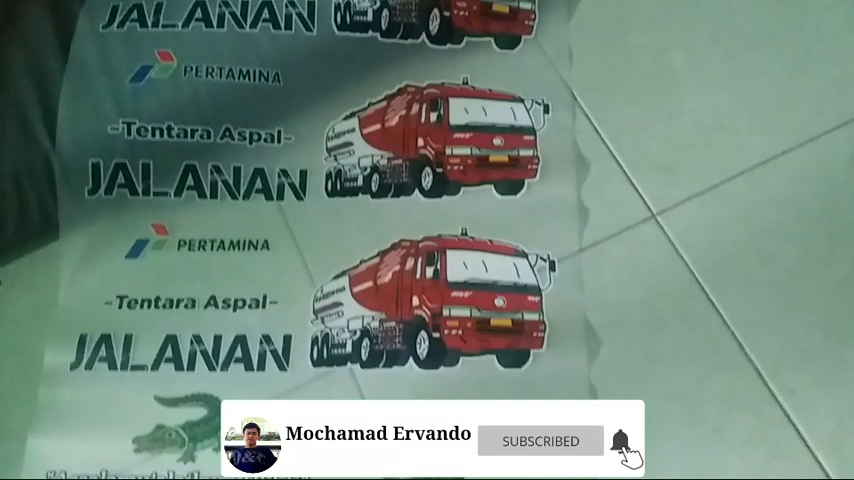 JALANAN
PERTAMINA
-Tentara Aspal-
JALANAN
PERTAMINA
-Tentara Aspal-
JALANAN
Mochamad Ervando
SUBSCRIBED